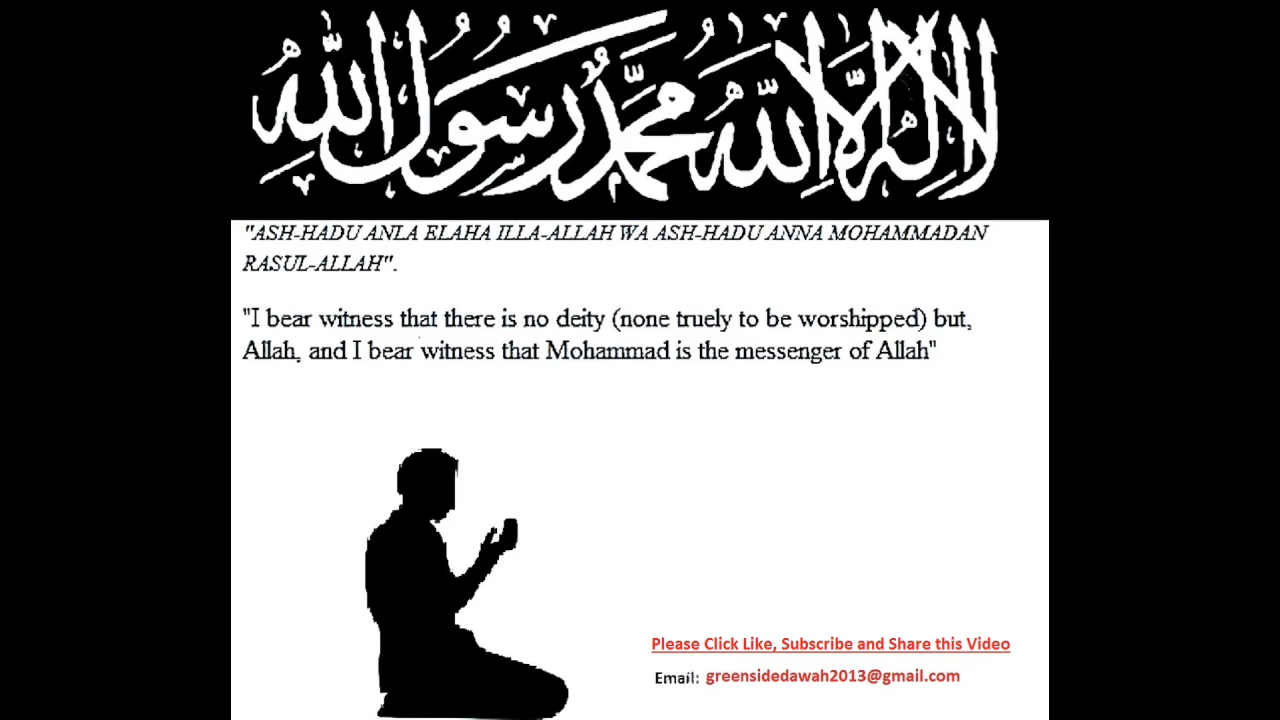 لا إله إلا الله محمد رسول الله
"ASH-HADU ANLA ELAHA ILLA-ALLAH WA ASH-HADU ANNA MOHAMMADAN
RASUL-ALLAH".
"I bear witness that there is no deity (none truely to be worshipped) but,
Allah, and I bear witness that Mohammad is the messenger of Allah"
Please Click Like, Subscribe and Share this Video
Email: greensidedawah2013@gmail.com